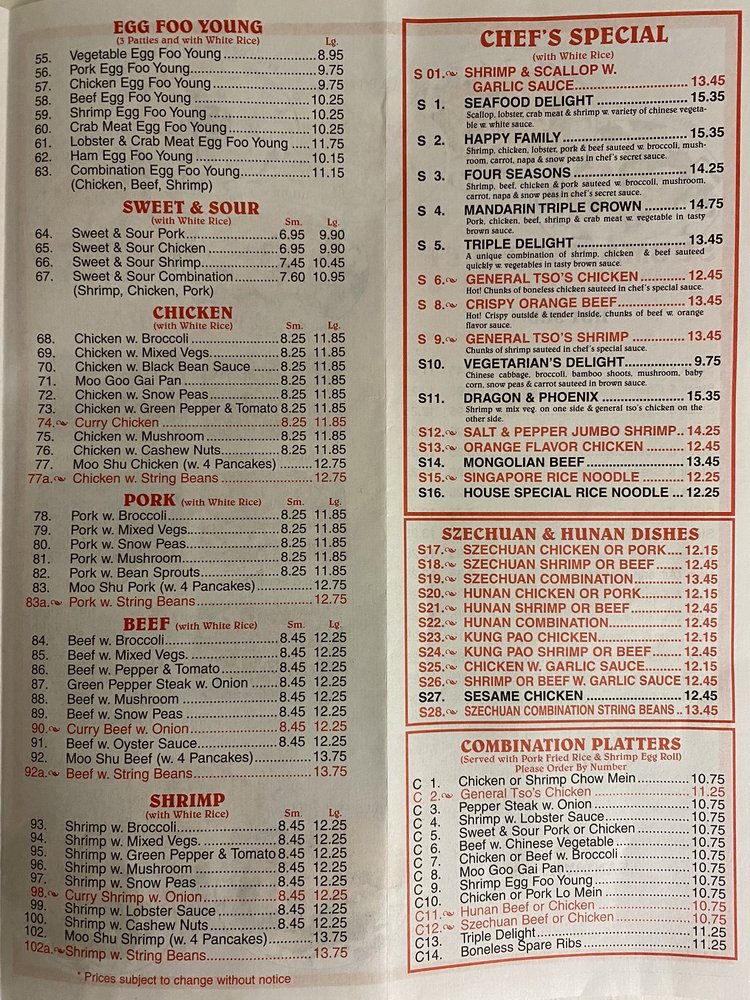 EGG FOO YOUNG
(3 Patties and with White Rice) Lg.
55. Vegetable Egg Foo Young 8.95
56. Pork Egg Foo Young 9.75
57. Chicken Egg Foo Young 9.75
58. Beef Egg Foo Young 10.25
59. Shrimp Egg Foo Young 10.25
60. Crab Meat Egg Foo Young 10.25
61. Lobster & Crab Meat Egg Foo Young 11.75
62. Ham Egg Foo Young 10.15
63. Combination Egg Foo Young 11.15
(Chicken, Beef, Shrimp)
SWEET & SOUR
(with White Rice) Sm. Lg.
64. Sweet & Sour Pork 6.95 9.90
65. Sweet & Sour Chicken 6.95 9.90
66. Sweet & Sour Shrimp 7.45 10.45
67. Sweet & Sour Combination 7.60 10.95
(Shrimp, Chicken, Pork)
CHICKEN
(with White Rice) Sm. Lg.
68. Chicken w. Broccoli 8.25 11.85
69. Chicken w. Mixed Vegs. 8.25 11.85
70. Chicken w. Black Bean Sauce 8.25 11.85
71. Moo Goo Gai Pan 8.25 11.85
72. Chicken w. Snow Peas 8.25 11.85
73. Chicken w. Green Pepper & Tomato 8.25 11.85
74. Curry Chicken 8.25 11.85
75. Chicken w. Mushroom 8.25 11.85
76. Chicken w. Cashew Nuts 8.25 11.85
77. Moo Shu Chicken (w. 4 Pancakes) 12.75
77a. Chicken w. String Beans 12.75
PORK (with White Rice) Sm. Lg.
78. Pork w. Broccoli 8.25 11.85
79. Pork w. Mixed Vegs. 8.25 11.85
80. Pork w. Snow Peas 8.25 11.85
81. Pork w. Mushroom 8.25 11.85
82. Pork w. Bean Sprouts 8.25 11.85
83. Moo Shu Pork (w. 4 Pancakes) 12.75
83a. Pork w. String Beans 12.75
BEEF (with White Rice) Sm. Lg.
84. Beef w. Broccoli 8.45 12.25
85. Beef w. Mixed Vegs. 8.45 12.25
86. Beef w. Pepper & Tomato 8.45 12.25
87. Green Pepper Steak w. Onion 8.45 12.25
88. Beef w. Mushroom 8.45 12.25
89. Beef w. Snow Peas 8.45 12.25
90. Curry Beef w. Onion 8.45 12.25
91. Beef w. Oyster Sauce 8.45 12.25
92. Moo Shu Beef (w. 4 Pancakes) 13.75
92a. Beef w. String Beans 13.75
SHRIMP
(with White Rice) Sm. Lg.
93. Shrimp w. Broccoli 8.45 12.25
94. Shrimp w. Mixed Vegs. 8.45 12.25
95. Shrimp w. Green Pepper & Tomato 8.45 12.25
96. Shrimp w. Mushroom 8.45 12.25
97. Shrimp w. Snow Peas 8.45 12.25
98. Curry Shrimp w. Onion 8.45 12.25
99. Shrimp w. Lobster Sauce 8.45 12.25
100. Shrimp w. Cashew Nuts 8.45 12.25
102. Moo Shu Shrimp (w. 4 Pancakes) 13.75
102a. Shrimp w. String Beans 13.75
* Prices subject to change without notice
CHEF'S SPECIAL
(with White Rice)
S 01. SHRIMP & SCALLOP W.
GARLIC SAUCE 13.45
S 1. SEAFOOD DELIGHT 15.35
Scallop, lobster, crab meat & shrimp w. variety of chinese vegeta-
ble w. white sauce.
S 2. HAPPY FAMILY 15.35
Shrimp, chicken, lobster, pork & beef sauteed w. broccoli, mush-
room, carrot, napa & snow peas in chef's secret sauce.
S 3. FOUR SEASONS 14.25
Shrimp, beef, chicken & pork sauteed w. broccoli, mushroom,
carrot, napa & snow peas in chef's secret sauce.
S 4. MANDARIN TRIPLE CROWN 14.75
Pork, chicken, beef, shrimp & crab meat w. vegetable in tasty
brown sauce.
S 5. TRIPLE DELIGHT 13.45
A unique combination of shrimp, chicken & beef sauteed
quickly w. vegetables in tasty brown sauce.
S 6. GENERAL TSO'S CHICKEN 12.45
Hot! Chunks of boneless chicken sauteed in chef's special sauce.
S 8. CRISPY ORANGE BEEF 13.45
Hot! Crispy outside & tender inside, chunks of beef w. orange
flavor sauce.
S 9. GENERAL TSO'S SHRIMP 13.45
Chunks of shrimp sauteed in chef's special sauce.
S10. VEGETARIAN'S DELIGHT 9.75
Chinese cabbage, broccoli, bamboo shoots, mushroom, baby
corn, snow peas & carrot sauteed in brown sauce.
S11. DRAGON & PHOENIX 15.35
Shrimp w. mix veg. on one side & general tso's chicken on the
other side.
S12. SALT & PEPPER JUMBO SHRIMP 14.25
S13. ORANGE FLAVOR CHICKEN 12.45
S14. MONGOLIAN BEEF 13.45
S15. SINGAPORE RICE NOODLE 12.25
S16. HOUSE SPECIAL RICE NOODLE 12.25
SZECHUAN & HUNAN DISHES
S17. SZECHUAN CHICKEN OR PORK 12.15
S18. SZECHUAN SHRIMP OR BEEF 12.45
S19. SZECHUAN COMBINATION 13.45
S20. HUNAN CHICKEN OR PORK 12.15
S21. HUNAN SHRIMP OR BEEF 12.45
S22. HUNAN COMBINATION 12.45
S23. KUNG PAO CHICKEN 12.15
S24. KUNG PAO SHRIMP OR BEEF 12.45
S25. CHICKEN W. GARLIC SAUCE 12.15
S26. SHRIMP OR BEEF W. GARLIC SAUCE 12.45
S27. SESAME CHICKEN 12.45
S28. SZECHUAN COMBINATION STRING BEANS 13.45
COMBINATION PLATTERS
(Served with Pork Fried Rice & Shrimp Egg Roll)
Please Order By Number
C 1. Chicken or Shrimp Chow Mein 10.75
C 2. General Tso's Chicken 11.25
C 3. Pepper Steak w. Onion 10.75
C 4. Shrimp w. Lobster Sauce 10.75
C 5. Sweet & Sour Pork or Chicken 10.75
C 6. Beef w. Chinese Vegetable 10.75
C 7. Chicken or Beef w. Broccoli 10.75
C 8. Moo Goo Gai Pan 10.75
C 9. Shrimp Egg Foo Young 10.75
C10. Chicken or Pork Lo Mein 10.75
C11. Hunan Beef or Chicken 10.75
C12. Szechuan Beef or Chicken 10.75
C13. Triple Delight 11.25
C14. Boneless Spare Ribs 11.25